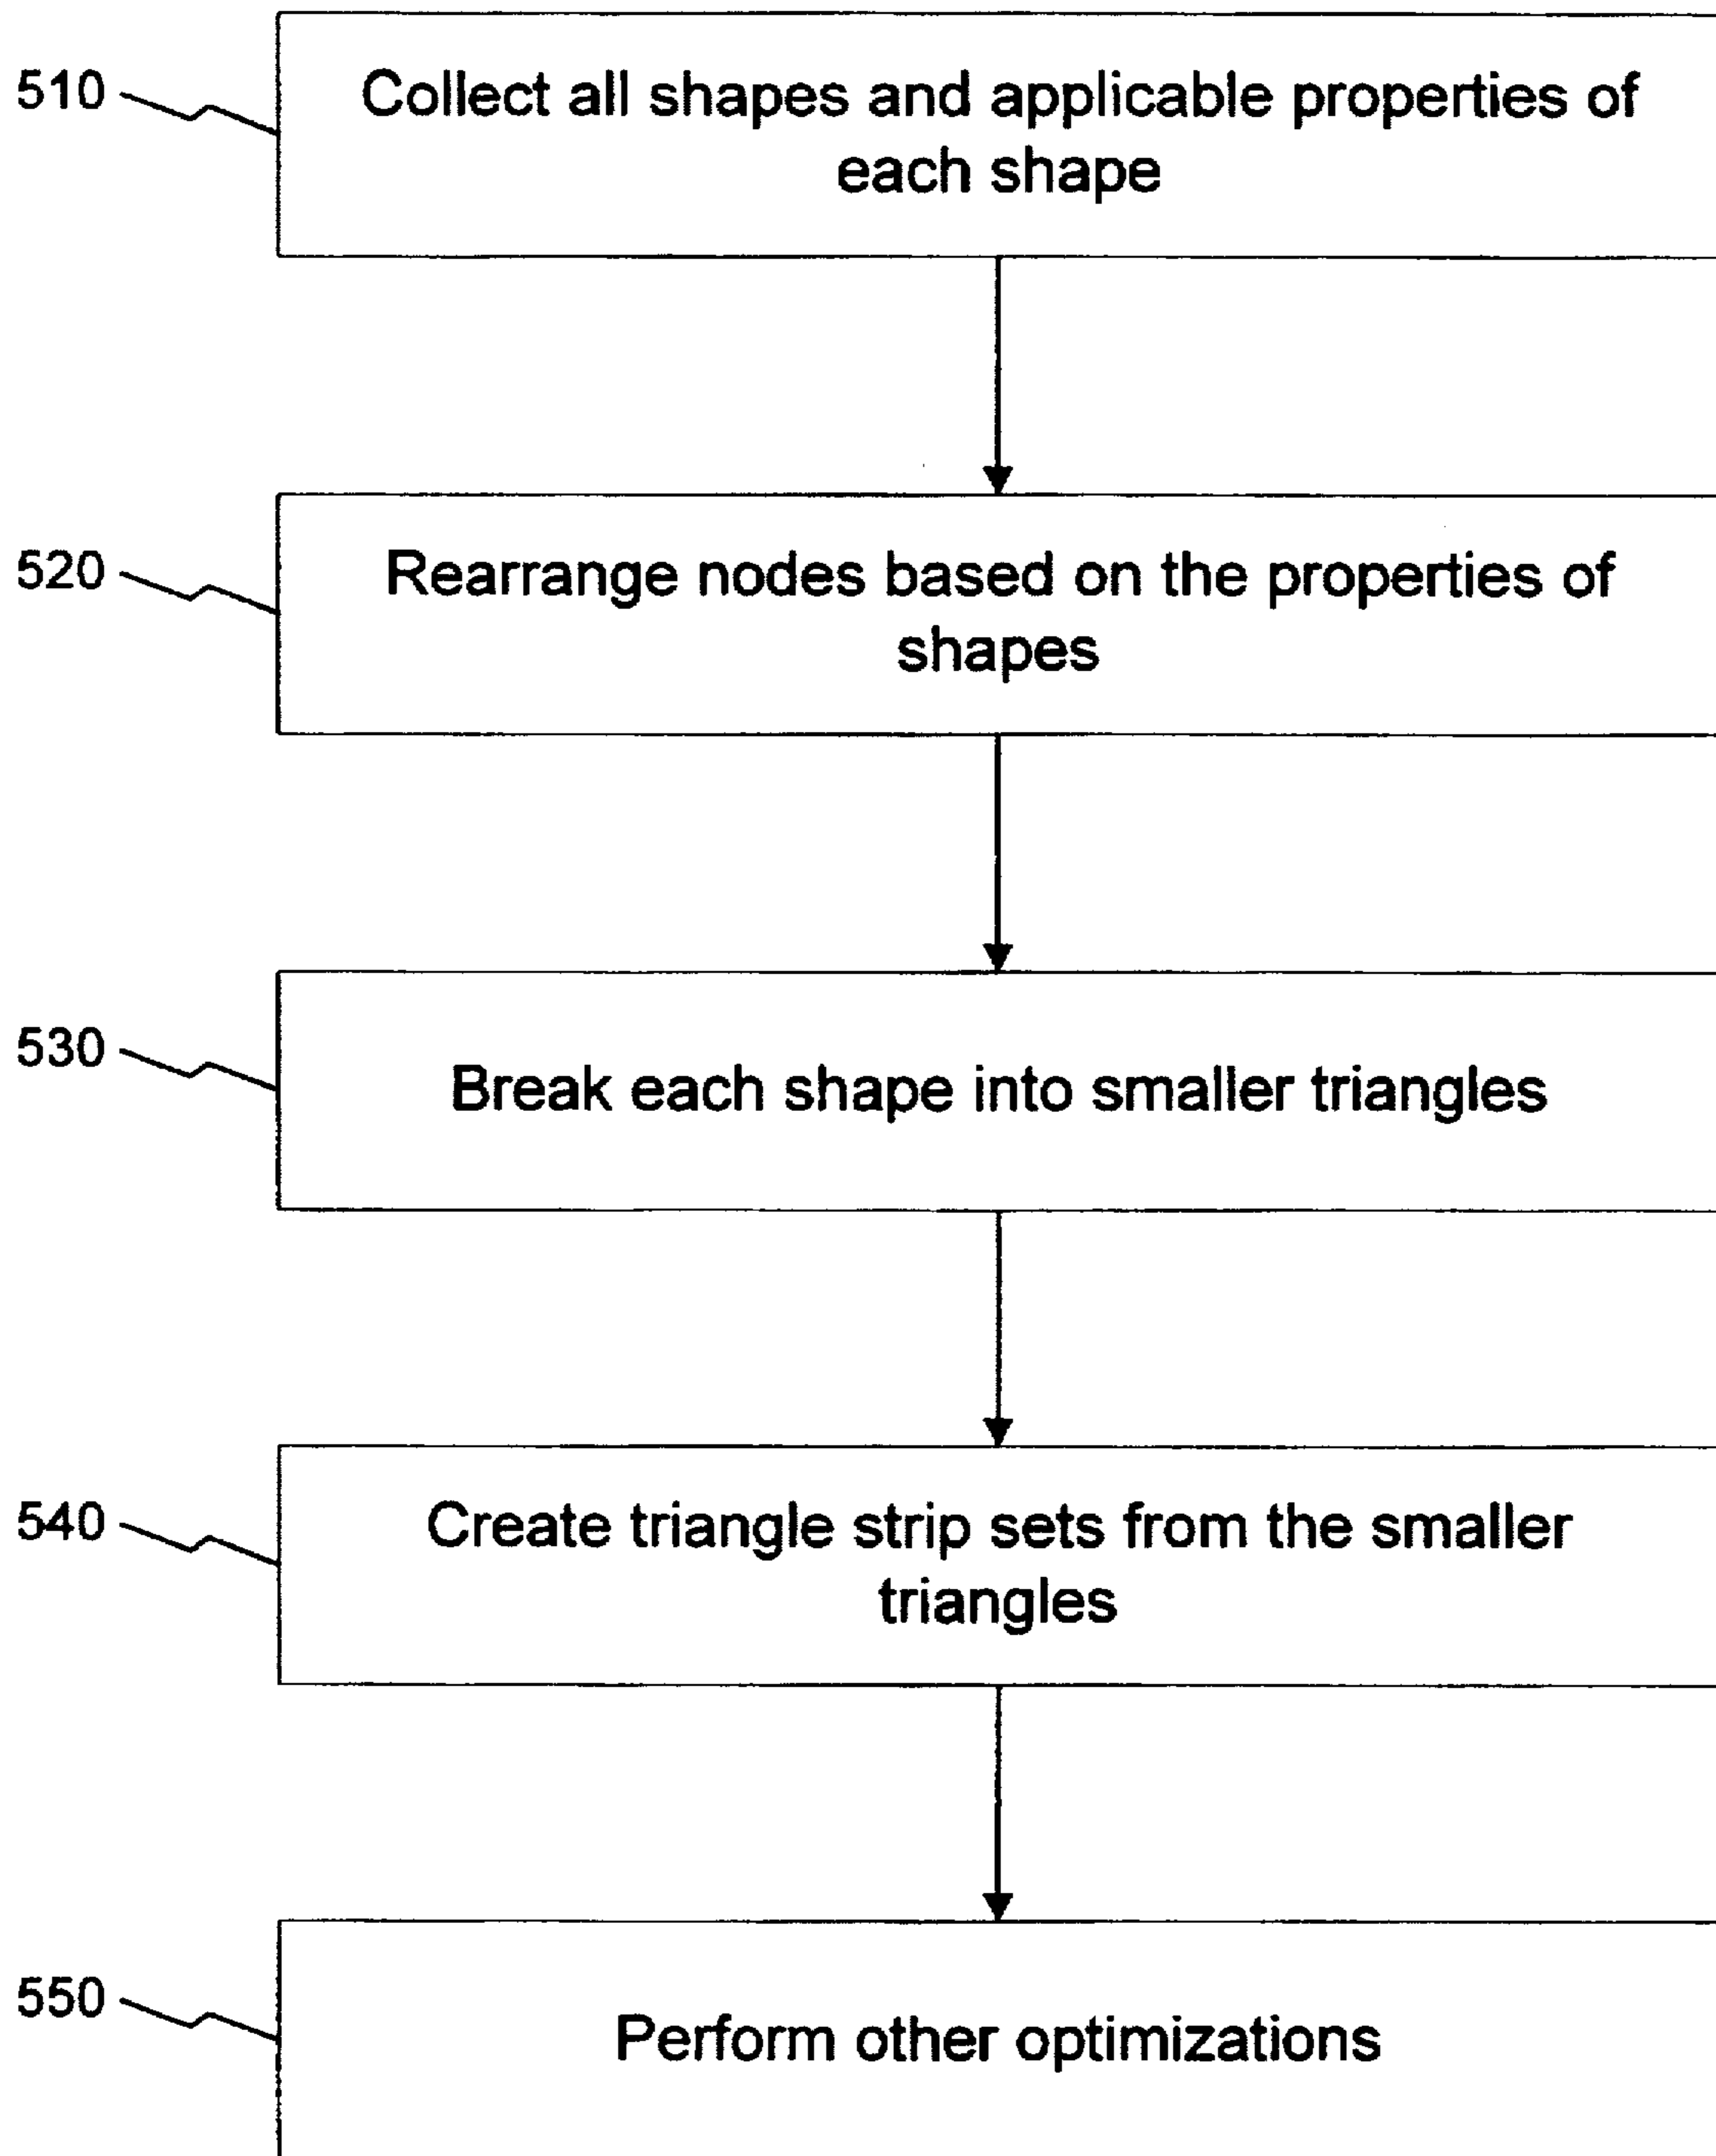 510
Collect all shapes and applicable properties of
each shape
520
Rearrange nodes based on the properties of
shapes
530
Break each shape into smaller triangles
540
Create triangle strip sets from the smaller
triangles
550
Perform other optimizations